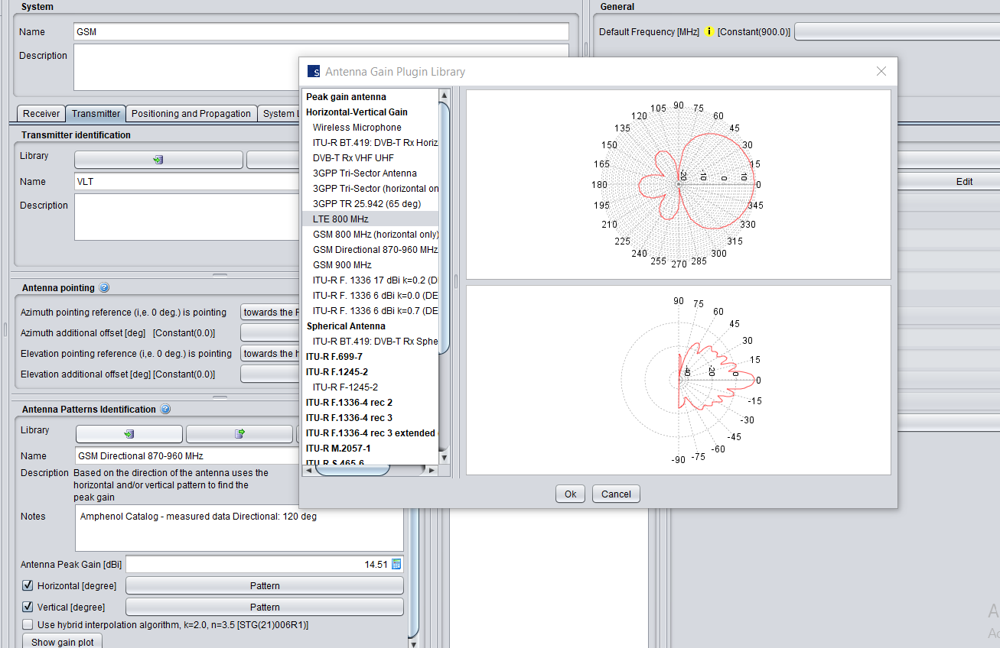 System
Name
GSM
Description
General
Default Frequency [MHz] i [Constant(900.0)]
Receiver
Transmitter
Positioning and Propagation
System L
Transmitter identification
Library
Name
VLT
Description
Edit
Antenna pointing ?
Azimuth pointing reference (i,e. 0 deg.) is pointing
towards the F
Azimuth additional offset [deg] [Constant(0.0)]
Elevation pointing reference (i,e. 0 deg.) is pointing
towards the h
Elevation additional offset [deg] [Constant(0.0)]
Antenna Patterns Identification ?
Library
Name
GSM Directional 870-960 MHz
Description
Based on the direction of the antenna uses the
horizontal and/or vertical pattern to find the
peak gain
Notes
Amphenol Catalog - measured data Directional: 120 deg
Antenna Peak Gain [dBi]
14.51
Horizontal [degree]
Pattern
Vertical [degree]
Pattern
Use hybrid interpolation algorithm, k=2.0, n=3.5 [STG(21)006R1)]
Show gain plot
S
Antenna Gain Plugin Library
Peak gain antenna
Horizontal-Vertical Gain
Wireless Microphone
ITU-R BT.419: DVB-T Rx Horiz
DVB-T Rx VHF UHF
3GPP Tri-Sector Antenna
3GPP Tri-Sector (horizontal on
3GPP TR 25.942 (65 deg)
LTE 800 MHz
GSM 800 MHz (horizontal only)
GSM Directional 870-960 MHz
GSM 900 MHz
ITU-R F. 1336 17 dBi k=0.2 (D
ITU-R F. 1336 6 dBi k=0.0 (DE
ITU-R F. 1336 6 dBi k=0.7 (DE
Spherical Antenna
ITU-R BT.419: DVB-T Rx Sphe
ITU-R F.699-7
ITU-R F.1245-2
ITU-R F-1245-2
ITU-R F.1336-4 rec 2
ITU-R F.1336-4 rec 3
ITU-R F.1336-4 rec 3 extended
ITU-R M.2057-1
ITU-R S.465-6
90
105
75
120
60
135
45
150
30
165
15
180
-20
-10
0
10
0
195
345
210
330
225
315
240
300
255
270
285
90
75
60
45
30
15
-40
-20
0
0
-15
-30
-45
-60
-75
-90
Ok
Cancel
A
Ac